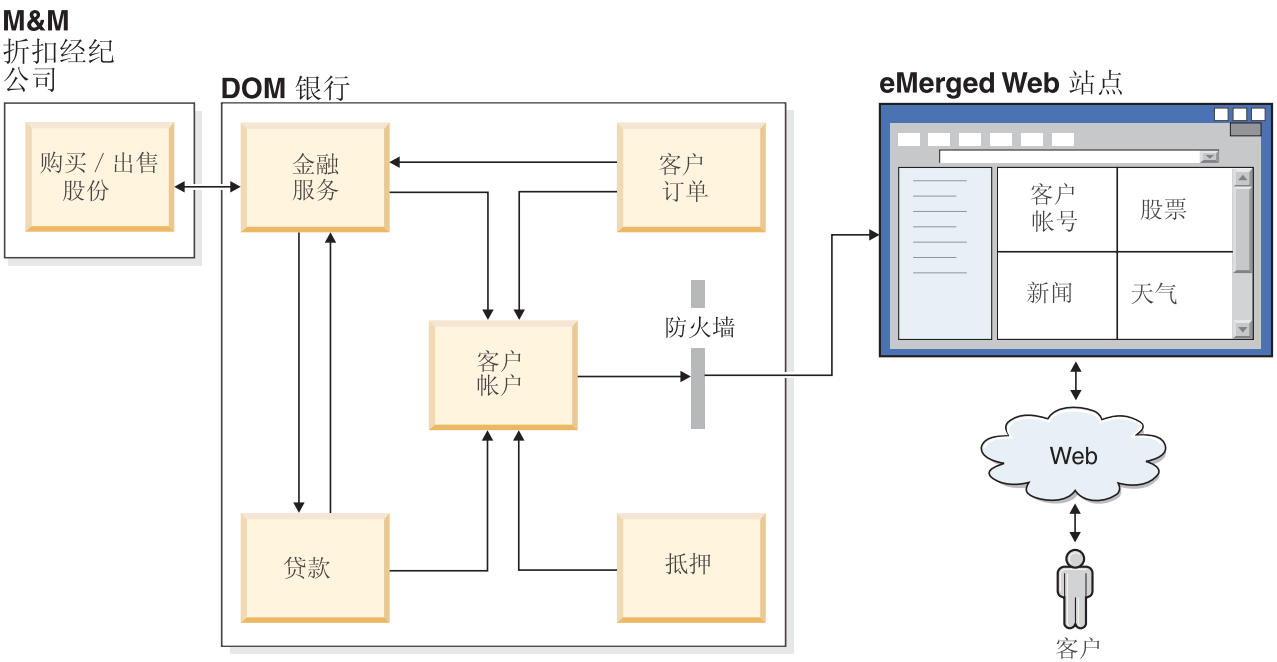 M&M
折扣经纪
公司
购买 / 出售
股份
DOM 银行
金融
服务
客户
订单
防火墙
客户
帐户
贷款
抵押
eMerged Web 站点
客户
帐号
股票
新闻
天气
Web
客户